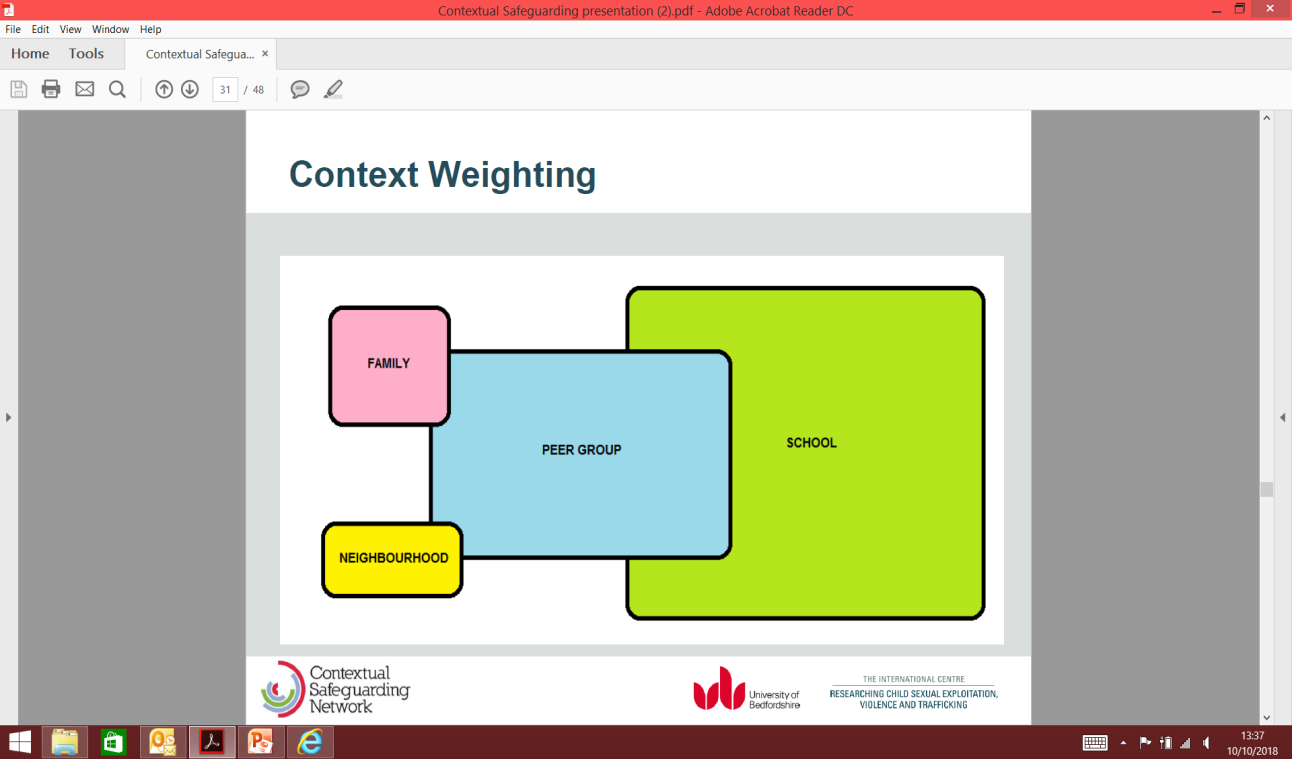 Contextual Safeguarding presentation (2).pdf - Adobe Acrobat Reader DC
File Edit View Window Help
Home Tools Contextual Safegua... ×
31 / 48
Context Weighting
FAMILY
PEER GROUP
SCHOOL
NEIGHBOURHOOD
Contextual
Safeguarding
Network
University of
Bedfordshire
THE INTERNATIONAL CENTRE
RESEARCHING CHILD SEXUAL EXPLOITATION,
VIOLENCE AND TRAFFICKING
13:37
10/10/2018